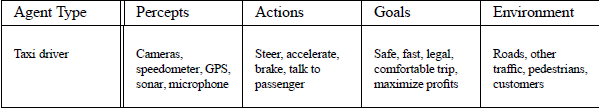 Agent Type Percepts Actions Goals Environment
Taxi driver Cameras, Steer, accelerate, Safe, fast, legal, Roads, other
speedometer, GPS, brake, talk to comfortable trip, traffic, pedestrians,
sonar, microphone passenger maximize profits customers